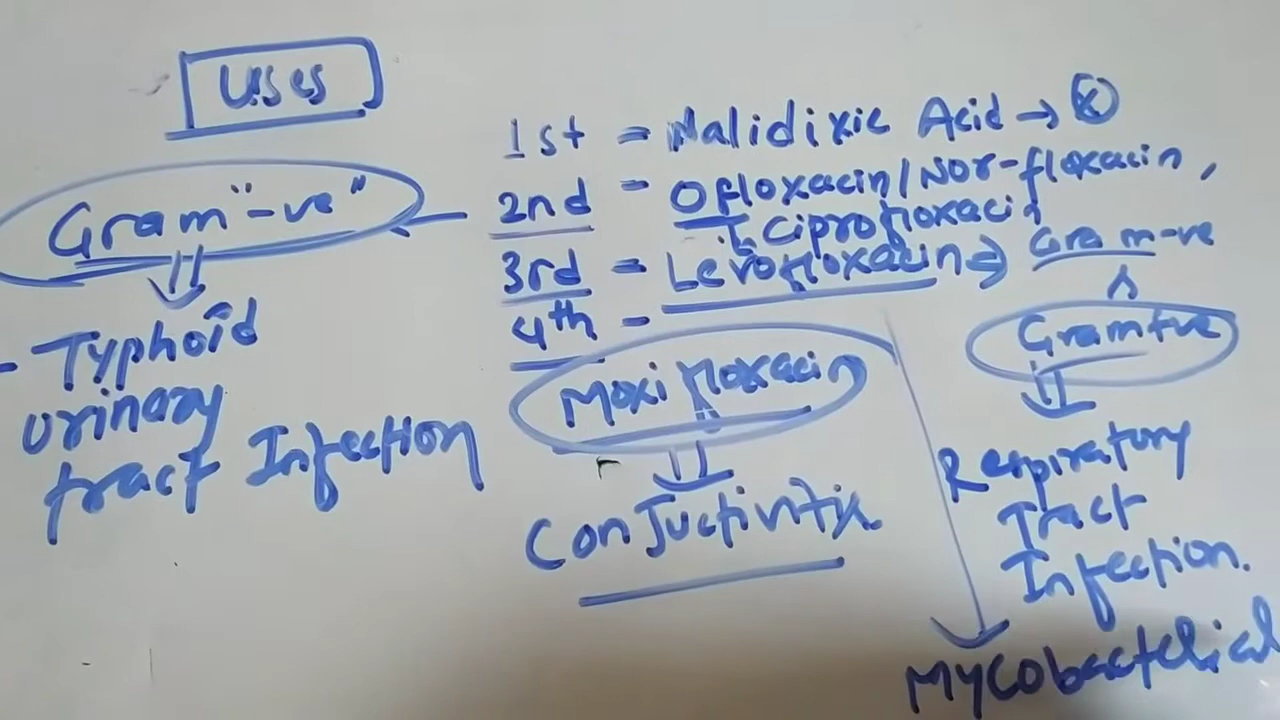 Uses
1st = Nalidixic Acid → ⓧ
2nd = Ofloxacin/Nor-floxacin,
Ciprofloxacin
3rd = Levofloxacin → Gram-ve
4th -
Moxifloxacin
Conjuctivitis
Gram "-ve"
- Typhoid
urinary
tract Infection
Gram+ve
Respiratory
Tract
Infection.
Mycobacterial